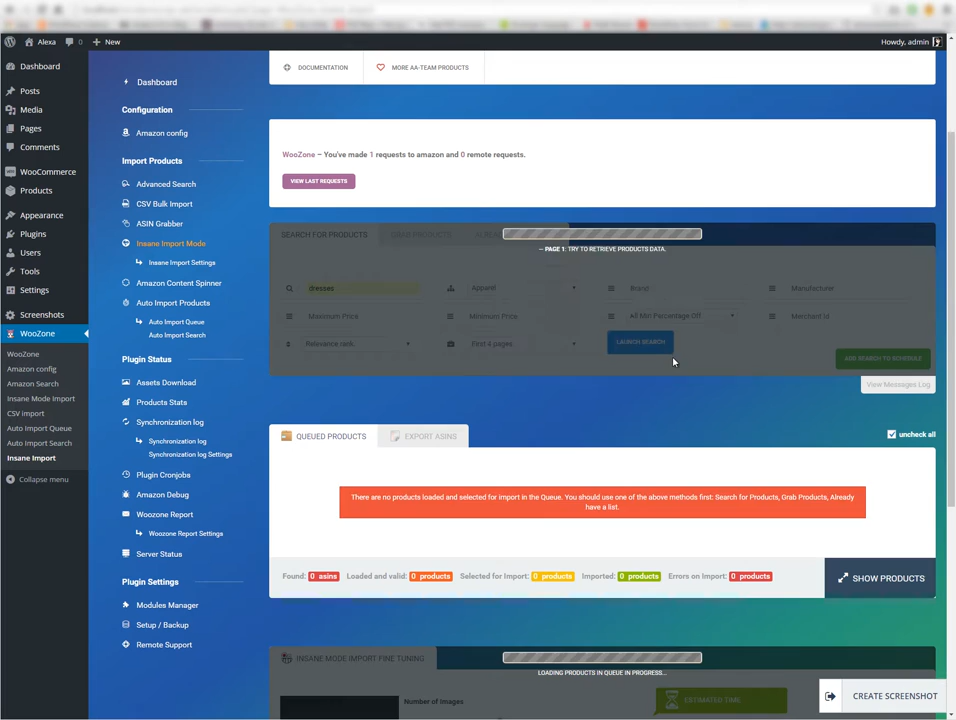 Alexa
0
New
Howdy, admin
Dashboard
Posts
Media
Pages
Comments
WooCommerce
Products
Appearance
Plugins
Users
Tools
Settings
Screenshots
WooZone
WooZone
Amazon config
Amazon Search
Insane Mode Import
CSV import
Auto Import Queue
Auto Import Search
Insane Import
Collapse menu
Dashboard
Configuration
Amazon config
Import Products
Advanced Search
CSV Bulk Import
ASIN Grabber
Insane Import Mode
Insane Import Settings
Amazon Content Spinner
Auto Import Products
Auto Import Queue
Auto Import Search
Plugin Status
Assets Download
Products Stats
Synchronization log
Synchronization log
Synchronization log Settings
Plugin Cronjobs
Amazon Debug
Woozone Report
Woozone Report Settings
Server Status
Plugin Settings
Modules Manager
Setup / Backup
Remote Support
DOCUMENTATION
MORE AA-TEAM PRODUCTS
WooZone – You've made 1 requests to amazon and 0 remote requests.
VIEW LAST REQUESTS
SEARCH FOR PRODUCTS
GRAB PRODUCTS
– PAGE 1: TRY TO RETRIEVE PRODUCTS DATA.
dresses
Apparel
Brand
Manufacturer
Maximum Price
Minimum Price
All Min Percentage Off
Merchant Id
Relevance rank
First 4 pages
LAUNCH SEARCH
ADD SEARCH TO SCHEDULE
View Messages Log
QUEUED PRODUCTS
EXPORT ASINS
uncheck all
There are no products loaded and selected for import in the Queue. You should use one of the above methods first: Search for Products, Grab Products, Already
have a list.
Found: 0 asins Loaded and valid: 0 products Selected for Import: 0 products Imported: 0 products Errors on Import: 0 products
SHOW PRODUCTS
INSANE MODE IMPORT FINE TUNING
LOADING PRODUCTS IN QUEUE IN PROGRESS...
Number of Images
ESTIMATED TIME
CREATE SCREENSHOT